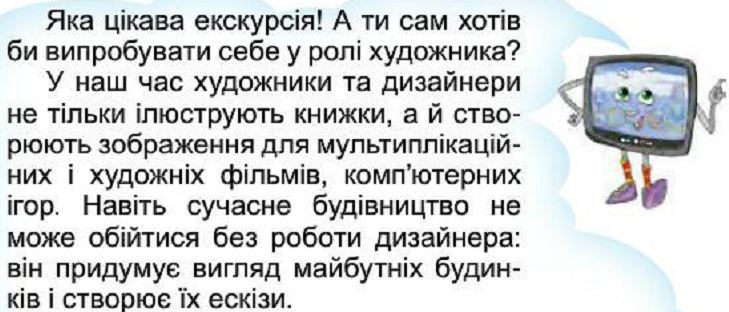 Яка цікава екскурсія! А ти сам хотів
би випробувати себе у ролі художника?
У наш час художники та дизайнери
не тільки ілюструють книжки, а й ство-
рюють зображення для мультиплікацій-
них і художніх фільмів, комп'ютерних
ігор. Навіть сучасне будівництво не
може обійтися без роботи дизайнера:
він придумує вигляд майбутніх будин-
ків і створює їх ескізи.